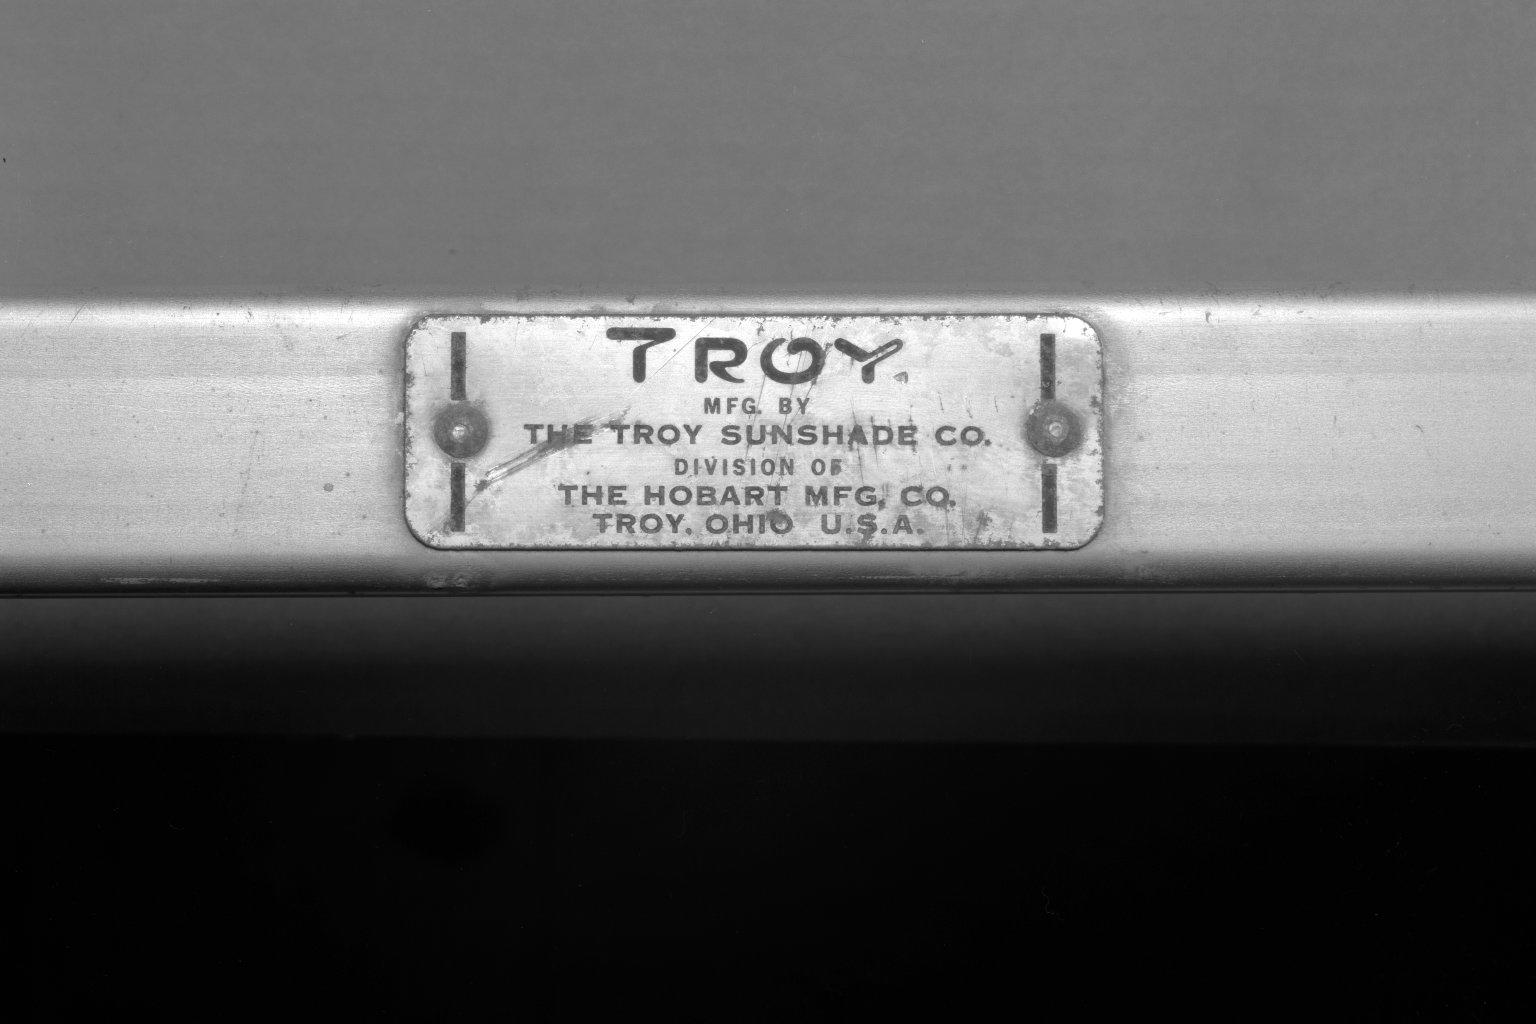 TROY
MFG. BY
THE TROY SUNSHADE CO.
DIVISION OF
THE HOBART MFG. CO.
TROY, OHIO U.S.A.